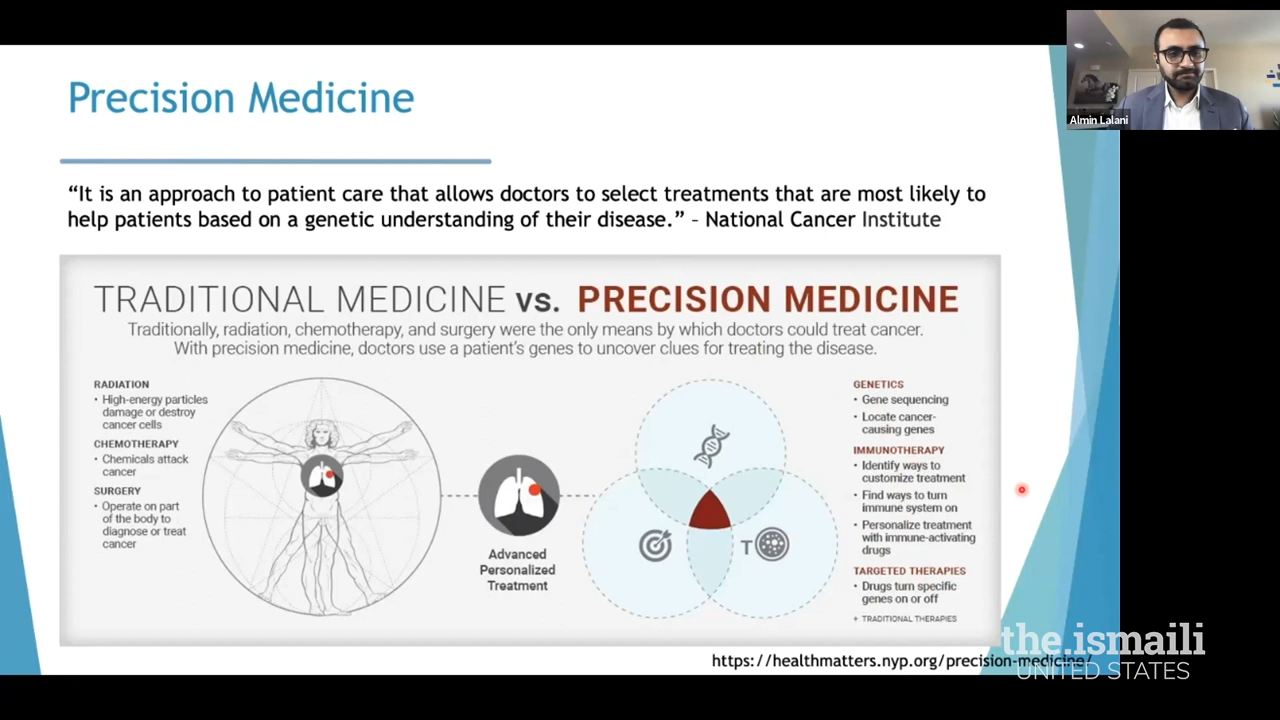 Almin Lalani
Precision Medicine
“It is an approach to patient care that allows doctors to select treatments that are most likely to
help patients based on a genetic understanding of their disease.” – National Cancer Institute
TRADITIONAL MEDICINE vs. PRECISION MEDICINE
Traditionally, radiation, chemotherapy, and surgery were the only means by which doctors could treat cancer.
With precision medicine, doctors use a patient's genes to uncover clues for treating the disease.
RADIATION
• High-energy particles
damage or destroy
cancer cells
CHEMOTHERAPY
• Chemicals attack
cancer
SURGERY
• Operate on part
of the body to
diagnose or treat
cancer
Advanced
Personalized
Treatment
T
GENETICS
• Gene sequencing
• Locate cancer-
causing genes
IMMUNOTHERAPY
• Identify ways to
customize treatment
• Find ways to turn
immune system on
• Personalize treatment
with immune-activating
drugs
TARGETED THERAPIES
• Drugs turn specific
genes on or off
+ TRADITIONAL THERAPIES
https://healthmatters.nyp.org/precision-medicine/
the.ismaili
UNITED STATES